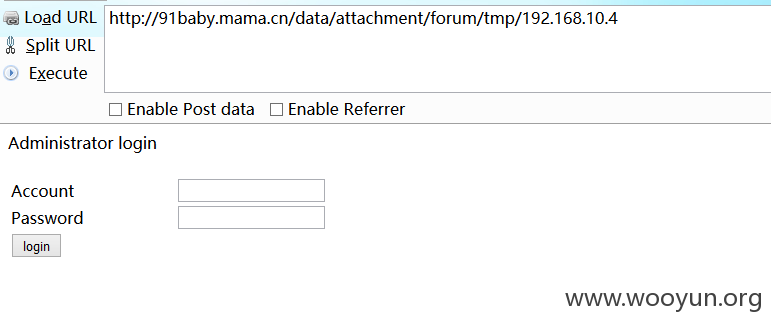 Load URL
http://91baby.mama.cn/data/attachment/forum/tmp/192.168.10.4
Split URL
Execute
Enable Post data
Enable Referrer
Administrator login
Account
Password
login
www.wooyun.org